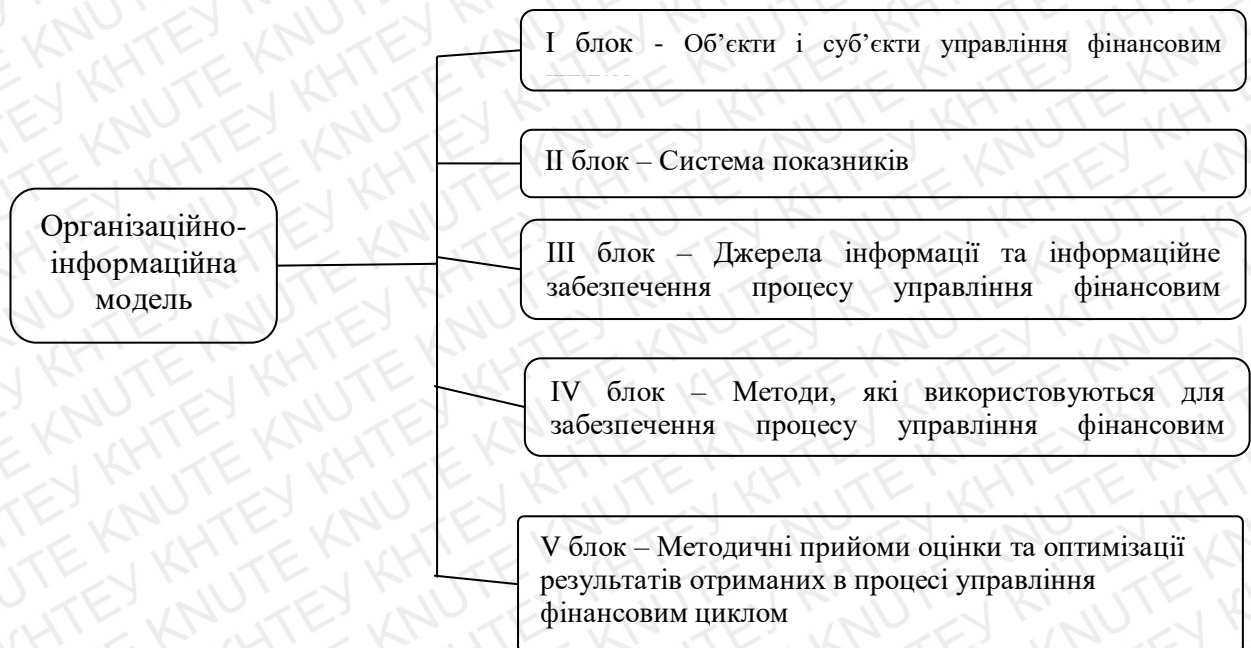 І блок - Об’єкти і суб’єкти управління фінансовим
ІІ блок – Система показників
Організаційно-
інформаційна
модель
ІІІ блок – Джерела інформації та інформаційне
забезпечення процесу управління фінансовим
IV блок – Методи, які використовуються для
забезпечення процесу управління фінансовим
V блок – Методичні прийоми оцінки та оптимізації
результатів отриманих в процесі управління
фінансовим циклом